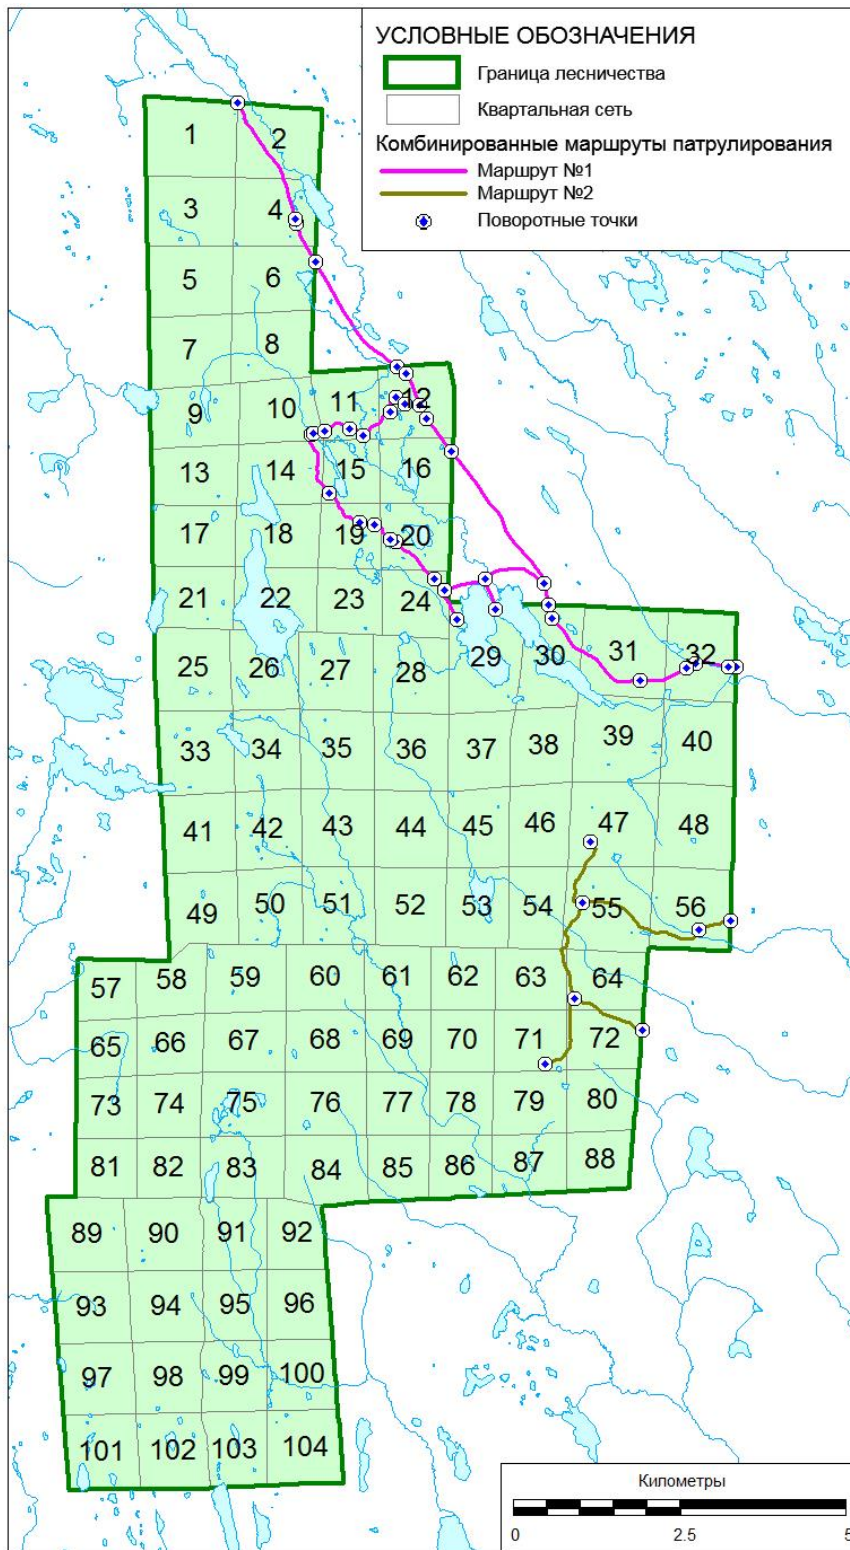 УСЛОВНЫЕ ОБОЗНАЧЕНИЯ
Граница лесничества
Квартальная сеть
Комбинированные маршруты патрулирования
Маршрут №1
Маршрут №2
Поворотные точки
1 2
3 4
5 6
7 8
9 10 11 12
13 14 15 16
17 18 19 20
21 22 23 24
25 26 27 28 29 30 31 32
33 34 35 36 37 38 39 40
41 42 43 44 45 46 47 48
49 50 51 52 53 54 55 56
57 58 59 60 61 62 63 64
65 66 67 68 69 70 71 72
73 74 75 76 77 78 79 80
81 82 83 84 85 86 87 88
89 90 91 92
93 94 95 96
97 98 99 100
101 102 103 104
Километры
0 2.5 5